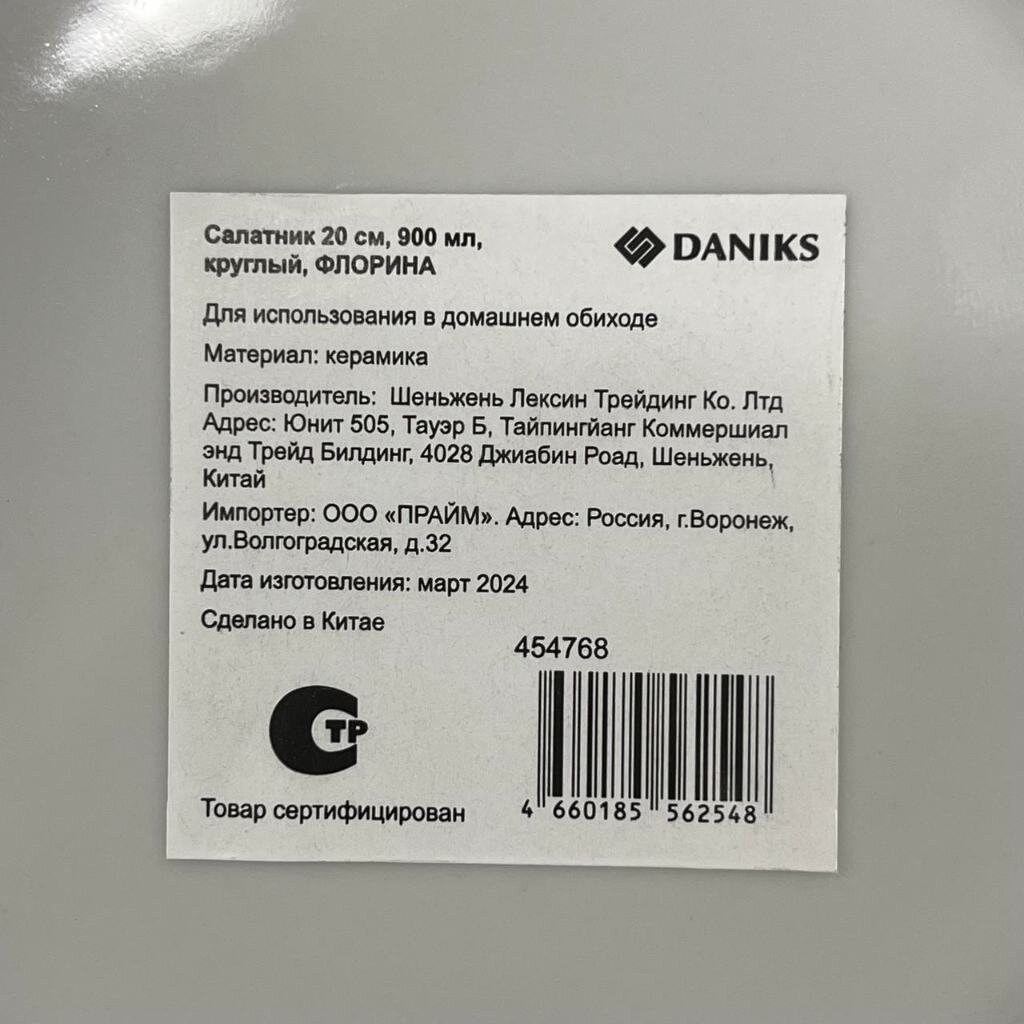 Салатник 20 см, 900 мл,
круглый, ФЛОРИНА
DANIKS
Для использования в домашнем обиходе
Материал: керамика
Производитель: Шеньжень Лексин Трейдинг Ко. Лтд
Адрес: Юнит 505, Тауэр Б, Тайпингйанг Коммершиал
энд Трейд Билдинг, 4028 Джиабин Роад, Шеньжень,
Китай
Импортер: ООО «ПРАЙМ». Адрес: Россия, г.Воронеж,
ул.Волгоградская, д.32
Дата изготовления: март 2024
Сделано в Китае
454768
ТР
Товар сертифицирован
4 660185 562548